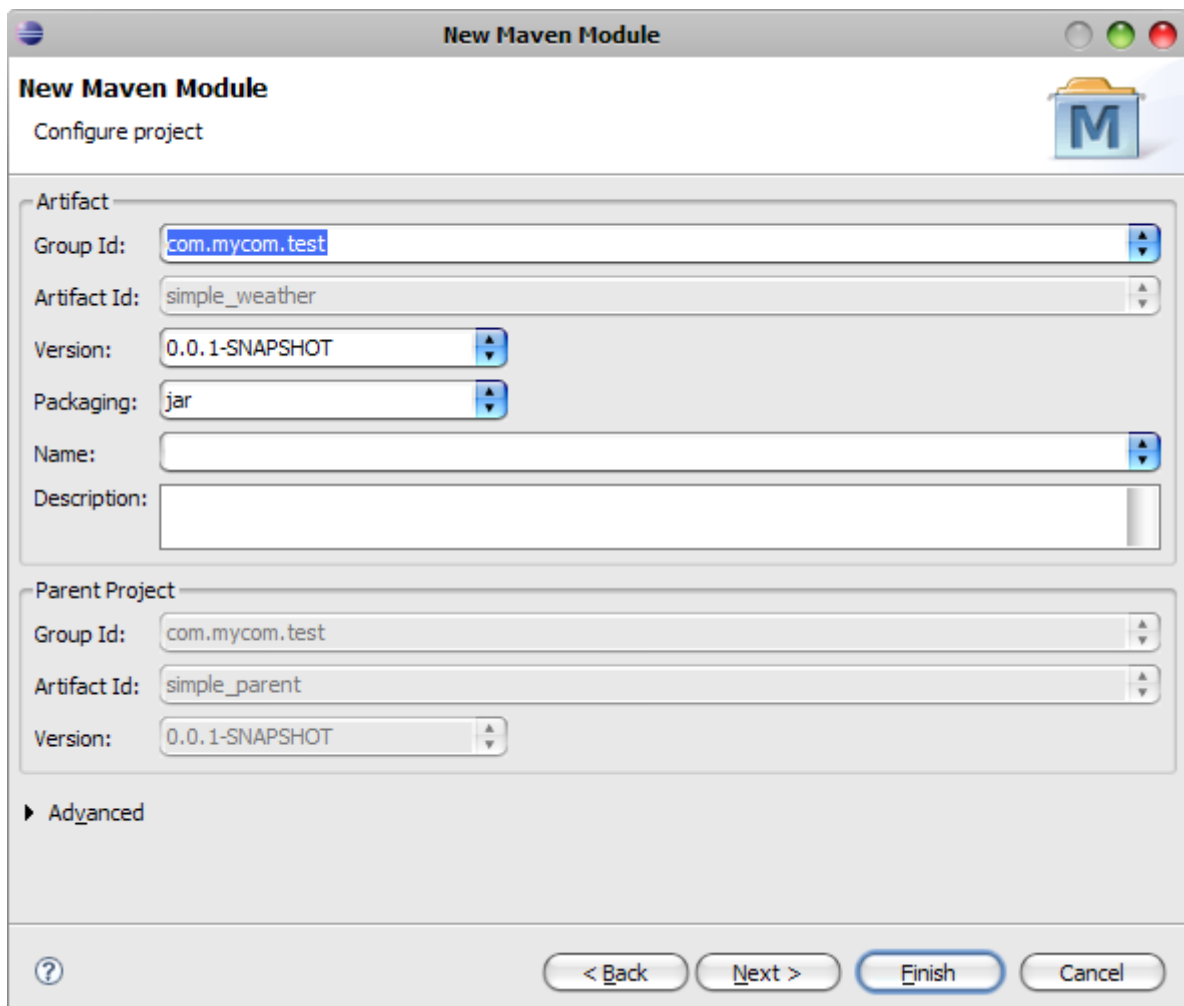 New Maven Module
New Maven Module
Configure project
M
Artifact
Group Id: com.mycom.test
Artifact Id: simple_weather
Version: 0.0.1-SNAPSHOT
Packaging: jar
Name:
Description:
Parent Project
Group Id: com.mycom.test
Artifact Id: simple_parent
Version: 0.0.1-SNAPSHOT
Advanced
? < Back Next > Finish Cancel